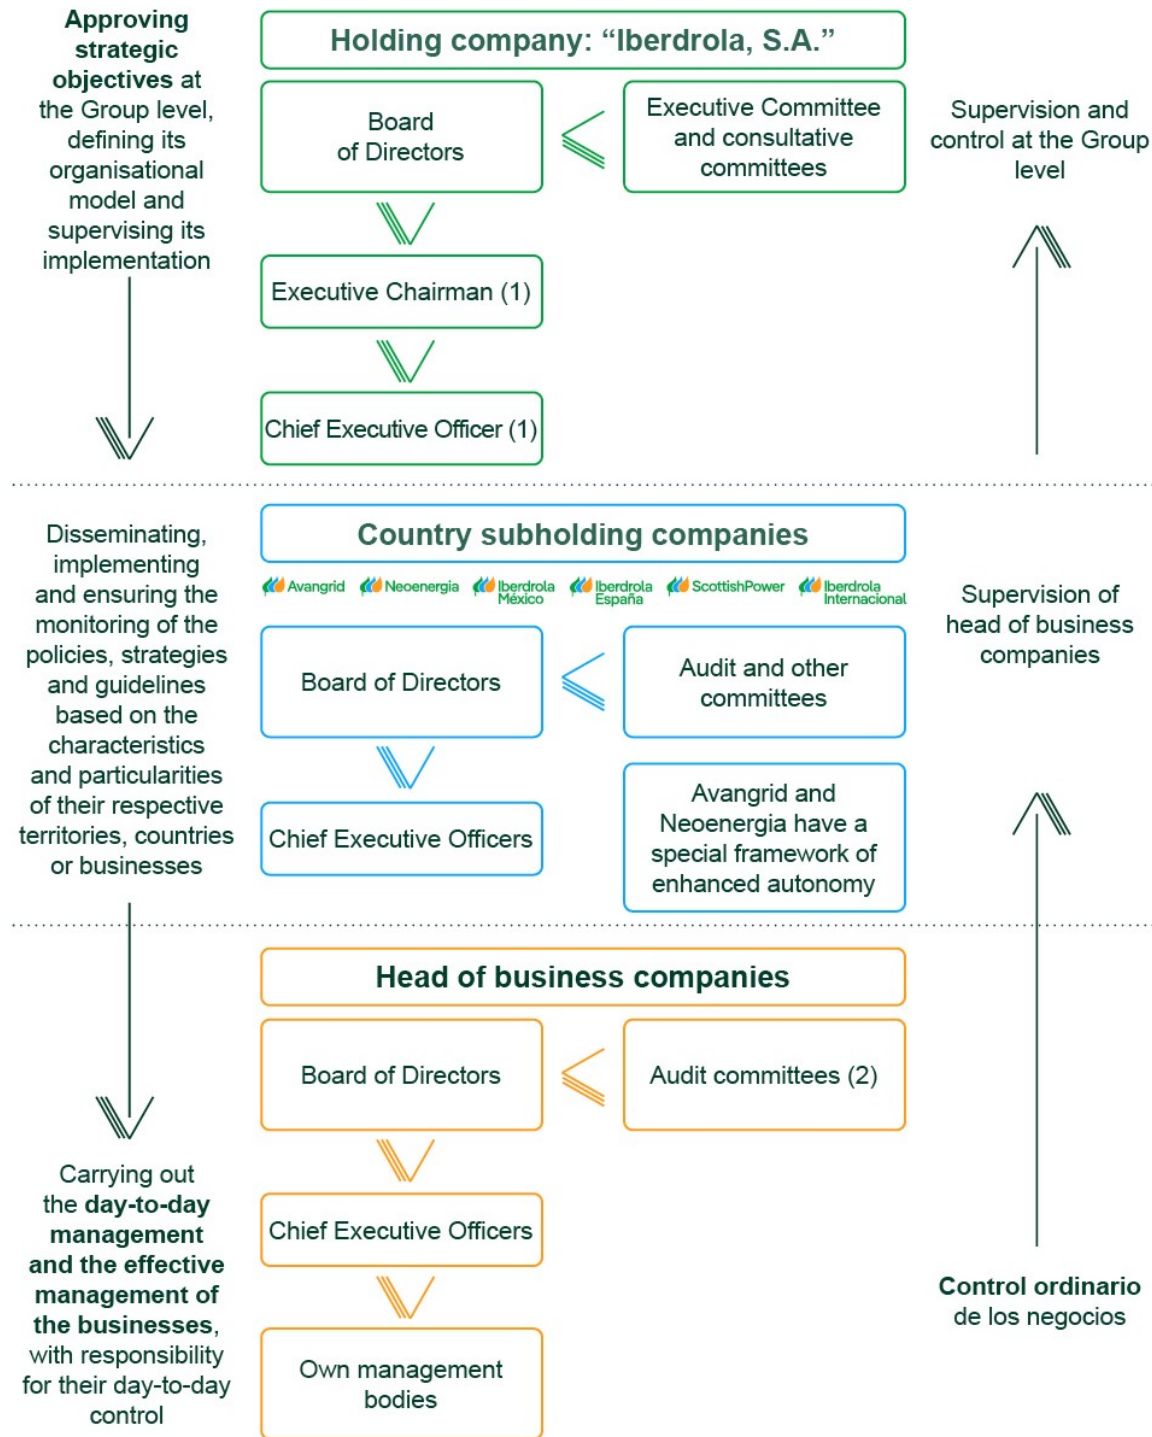 Approving
strategic
objectives at
the Group level,
defining its
organisational
model and
supervising its
implementation
Holding company: “Iberdrola, S.A.”
Board
of Directors
Executive Committee
and consultative
committees
Executive Chairman (1)
Chief Executive Officer (1)
Supervision and
control at the Group
level
Disseminating,
implementing
and ensuring the
monitoring of the
policies, strategies
and guidelines
based on the
characteristics
and particularities
of their respective
territories, countries
or businesses
Country subholding companies
Avangrid
Neoenergia
Iberdrola
México
Iberdrola
España
ScottishPower
Iberdrola
Internacional
Board of Directors
Audit and other
committees
Chief Executive Officers
Avangrid and
Neoenergia have a
special framework of
enhanced autonomy
Supervision of
head of business
companies
Head of business companies
Board of Directors
Audit committees (2)
Chief Executive Officers
Own management
bodies
Carrying out
the day-to-day
management
and the effective
management of
the businesses,
with responsibility
for their day-to-day
control
Control ordinario
de los negocios